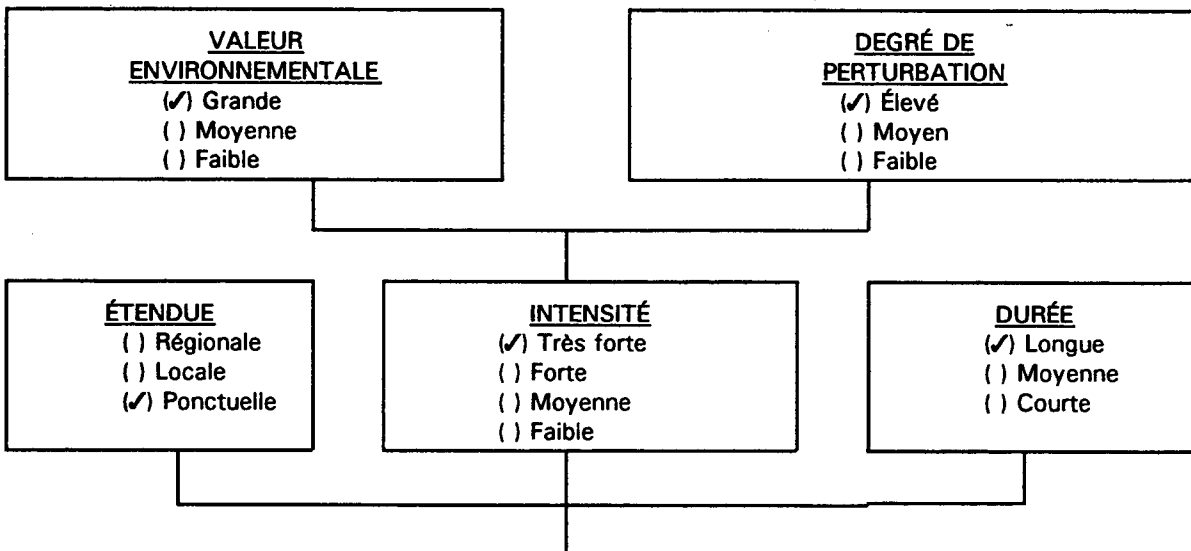 VALEUR
ENVIRONNEMENTALE
(✓) Grande
( ) Moyenne
( ) Faible
DEGRÉ DE
PERTURBATION
(✓) Élevé
( ) Moyen
( ) Faible
ÉTENDUE
( ) Régionale
( ) Locale
(✓) Ponctuelle
INTENSITÉ
(✓) Très forte
( ) Forte
( ) Moyenne
( ) Faible
DURÉE
(✓) Longue
( ) Moyenne
( ) Courte